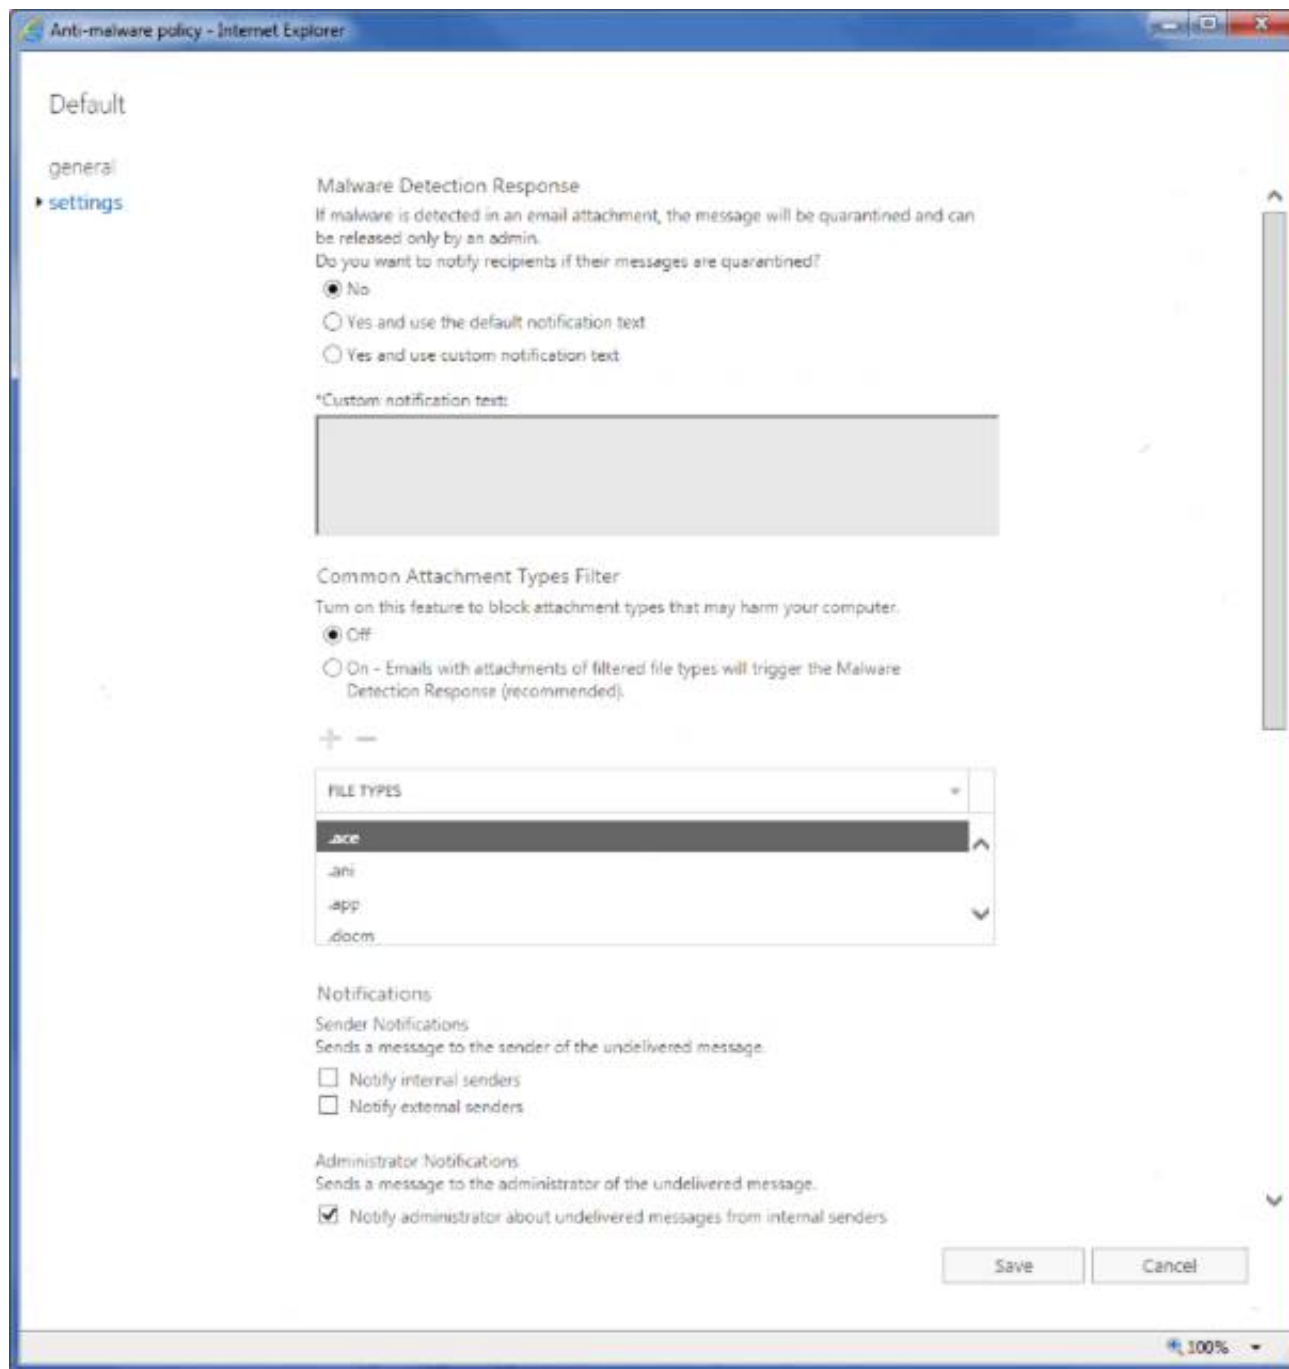 Anti-malware policy - Internet Explorer
Default
general
settings
Malware Detection Response
If malware is detected in an email attachment, the message will be quarantined and can
be released only by an admin.
Do you want to notify recipients if their messages are quarantined?
No
Yes and use the default notification text
Yes and use custom notification text
*Custom notification text:
Common Attachment Types Filter
Turn on this feature to block attachment types that may harm your computer.
Off
On - Emails with attachments of filtered file types will trigger the Malware
Detection Response (recommended).
FILE TYPES
.ace
.ani
.app
.docm
Notifications
Sender Notifications
Sends a message to the sender of the undelivered message.
Notify internal senders
Notify external senders
Administrator Notifications
Sends a message to the administrator of the undelivered message.
Notify administrator about undelivered messages from internal senders
Save
Cancel
100%